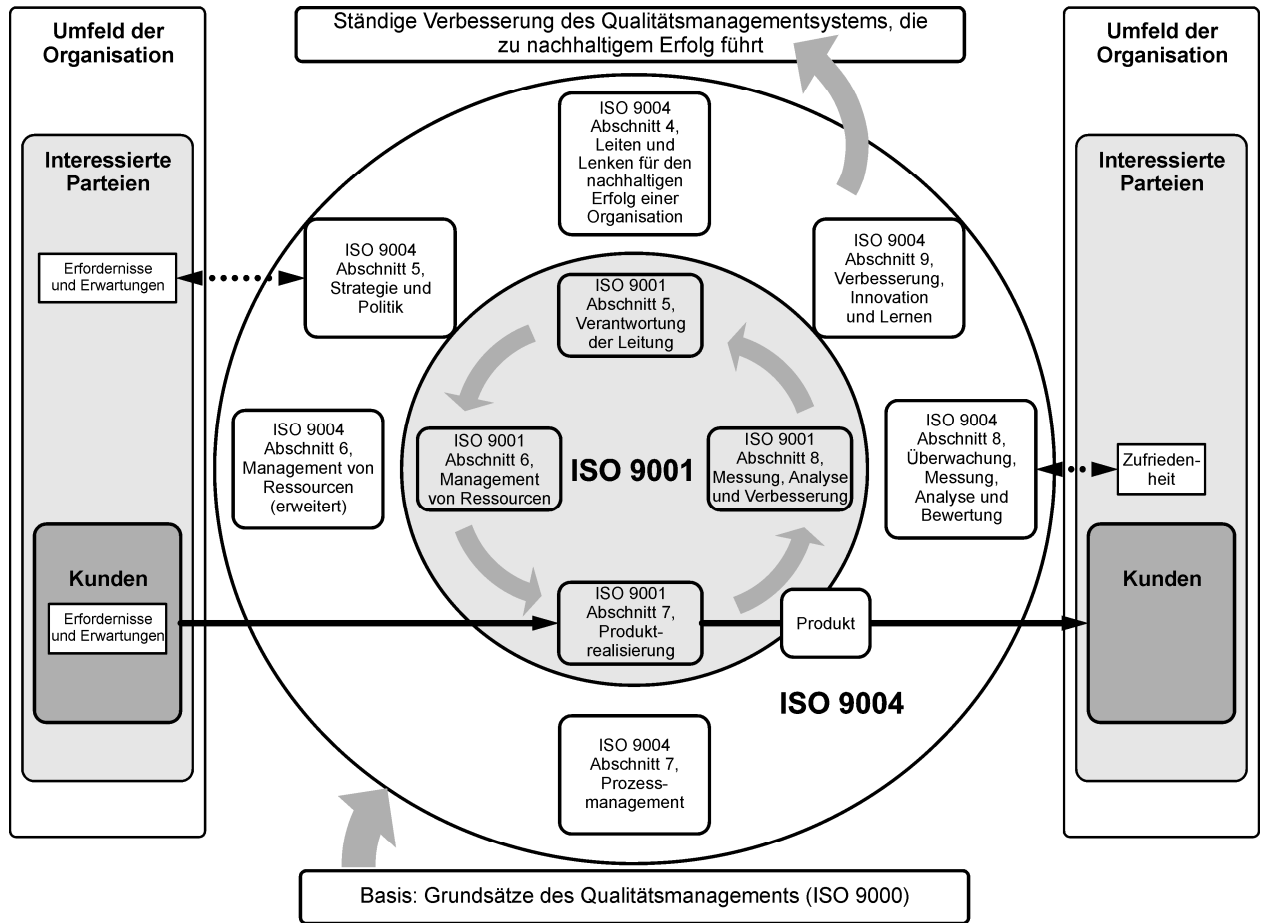 Umfeld der
Organisation
Ständige Verbesserung des Qualitätsmanagementsystems, die
zu nachhaltigem Erfolg führt
Umfeld der
Organisation
Interessierte
Parteien
Erfordernisse
und Erwartungen
Kunden
Erfordernisse
und Erwartungen
ISO 9004
Abschnitt 4,
Leiten und
Lenken für den
nachhaltigen
Erfolg einer
Organisation
ISO 9004
Abschnitt 5,
Strategie und
Politik
ISO 9004
Abschnitt 9,
Verbesserung,
Innovation
und Lernen
ISO 9001
Abschnitt 5,
Verantwortung
der Leitung
ISO 9004
Abschnitt 6,
Management von
Ressourcen
(erweitert)
ISO 9001
Abschnitt 6,
Management
von Ressourcen
ISO 9001
ISO 9001
Abschnitt 8,
Messung, Analyse
und Verbesserung
ISO 9004
Abschnitt 8,
Überwachung,
Messung,
Analyse und
Bewertung
ISO 9001
Abschnitt 7,
Produkt-
realisierung
Produkt
ISO 9004
ISO 9004
Abschnitt 7,
Prozess-
management
Interessierte
Parteien
Zufrieden-
heit
Kunden
Basis: Grundsätze des Qualitätsmanagements (ISO 9000)